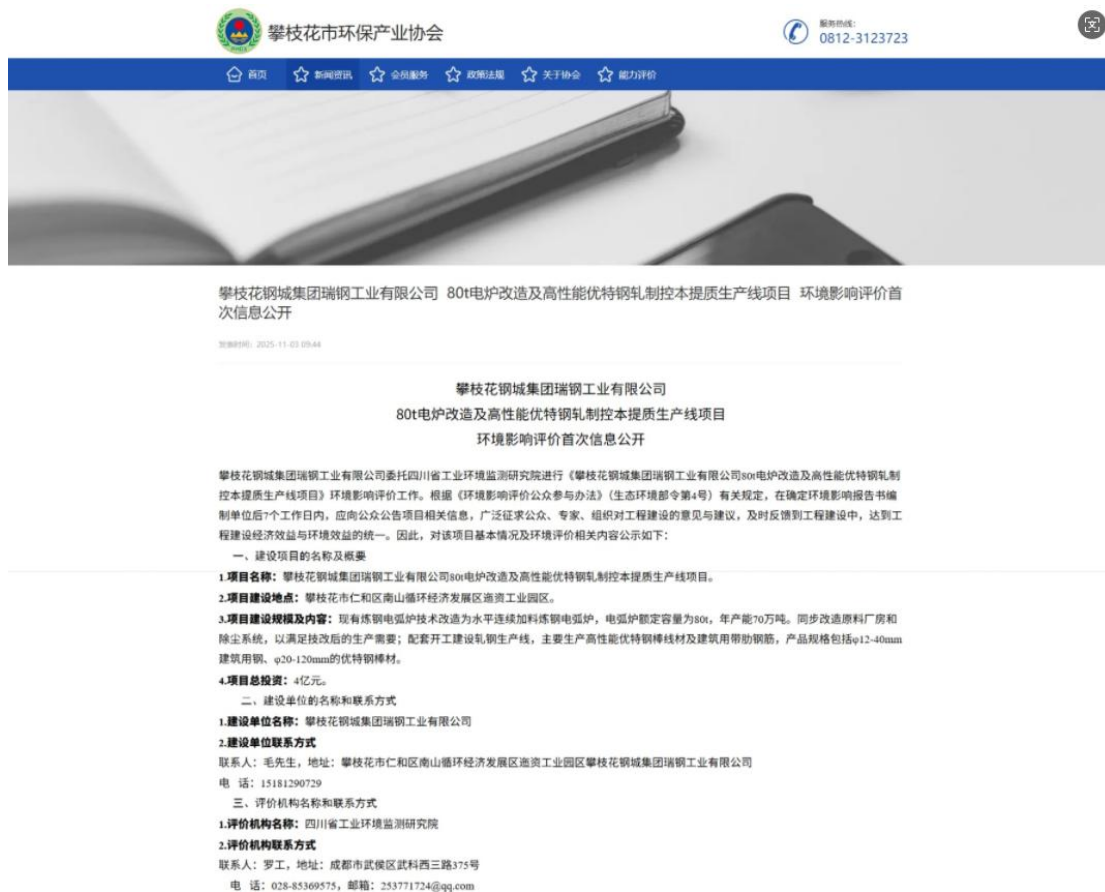 攀枝花市环保产业协会
服务热线:
0812-3123723
首页 新闻资讯 会员服务 政策法规 关于协会 能力评价
攀枝花钢城集团瑞钢工业有限公司 80t电炉改造及高性能优特钢轧制控本提质生产线项目 环境影响评价首
次信息公开
发布时间: 2025-11-03 09:44
攀枝花钢城集团瑞钢工业有限公司
80t电炉改造及高性能优特钢轧制控本提质生产线项目
环境影响评价首次信息公开
攀枝花钢城集团瑞钢工业有限公司委托四川省工业环境监测研究院进行《攀枝花钢城集团瑞钢工业有限公司80t电炉改造及高性能优特钢轧制
控本提质生产线项目》环境影响评价工作。根据《环境影响评价公众参与办法》(生态环境部令第4号)有关规定，在确定环境影响报告书编
制单位后7个工作日内，应向公众公告项目相关信息，广泛征求公众、专家、组织对工程建设的意见与建议，及时反馈到工程建设中，达到工
程建设经济效益与环境效益的统一。因此，对该项目基本情况及环境评价相关内容公示如下：
一、建设项目的名称及概要
1.项目名称：攀枝花钢城集团瑞钢工业有限公司80t电炉改造及高性能优特钢轧制控本提质生产线项目。
2.项目建设地点：攀枝花市仁和区南山循环经济发展区迤资工业园区。
3.项目建设规模及内容：现有炼钢电弧炉技术改造为水平连续加料炼钢电弧炉，电弧炉额定容量为80t，年产能70万吨。同步改造原料厂房和
除尘系统，以满足技改后的生产需要；配套开工建设轧钢生产线，主要生产高性能优特钢棒线材及建筑用带肋钢筋，产品规格包括φ12-40mm
建筑用钢、φ20-120mm的优特钢棒材。
4.项目总投资：4亿元。
二、建设单位的名称和联系方式
1.建设单位名称：攀枝花钢城集团瑞钢工业有限公司
2.建设单位联系方式
联系人：毛先生，地址：攀枝花市仁和区南山循环经济发展区迤资工业园区攀枝花钢城集团瑞钢工业有限公司
电 话：15181290729
三、评价机构名称和联系方式
1.评价机构名称：四川省工业环境监测研究院
2.评价机构联系方式
联系人：罗工，地址：成都市武侯区武科西三路375号
电 话：028-85369575，邮箱：253771724@qq.com